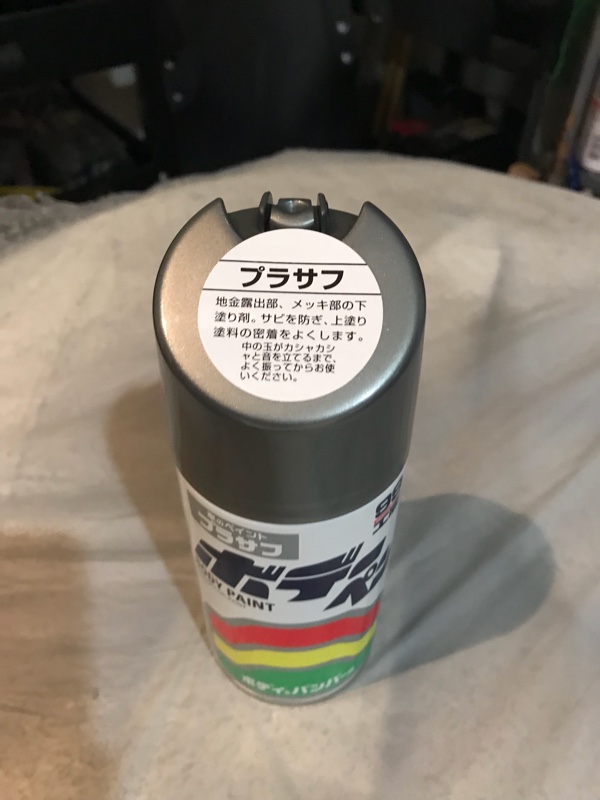 プラサフ
地金露出部、メッキ部の下
塗り剤。サビを防ぎ、上塗り
塗料の密着をよくします。
中の玉がカシャカシ
ャと音を立てるまで、
よく振ってからお使
いください。
プラサフ
ボデー
ペ
BODY PAINT
ボディ・バンパー